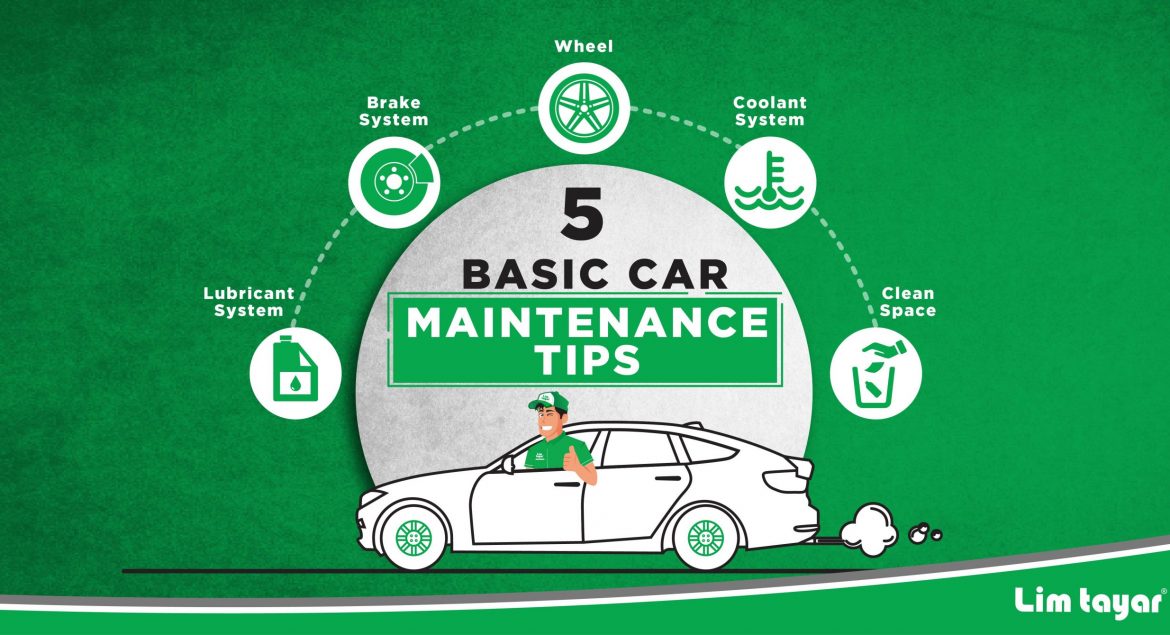 Wheel
Brake
System
Coolant
System
5
BASIC CAR
MAINTENANCE
TIPS
Lubricant
System
Clean
Space
Lim tayar®